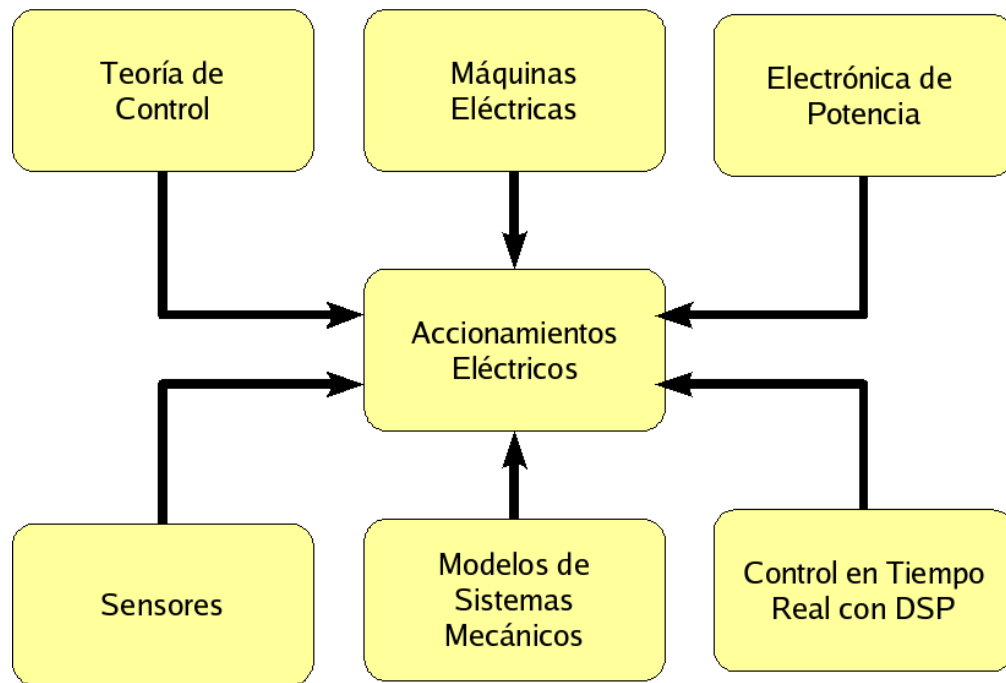 Teoría de
Control
Máquinas
Eléctricas
Electrónica de
Potencia
Accionamientos
Eléctricos
Sensores
Modelos de
Sistemas
Mecánicos
Control en Tiempo
Real con DSP